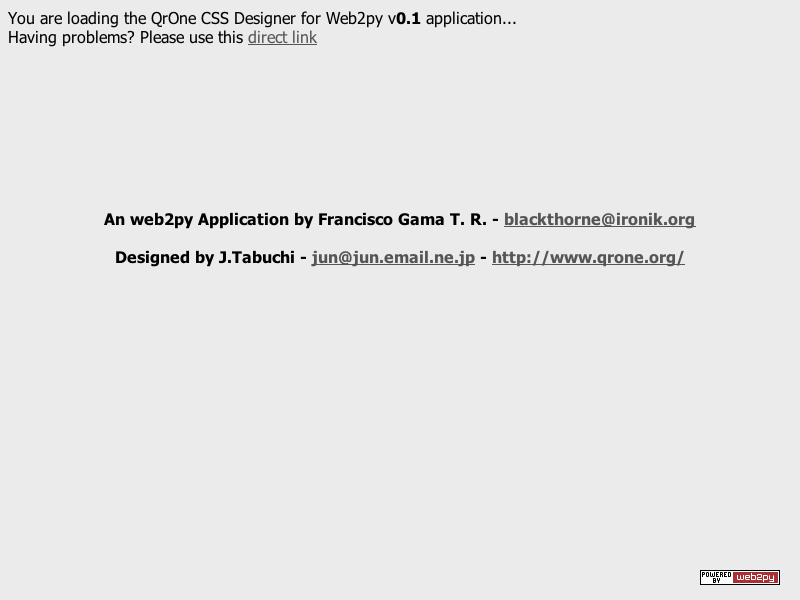 You are loading the QrOne CSS Designer for Web2py v0.1 application...
Having problems? Please use this direct link
An web2py Application by Francisco Gama T. R. - blackthorne@ironik.org
Designed by J.Tabuchi - jun@jun.email.ne.jp - http://www.qrone.org/
POWERED BY web2py